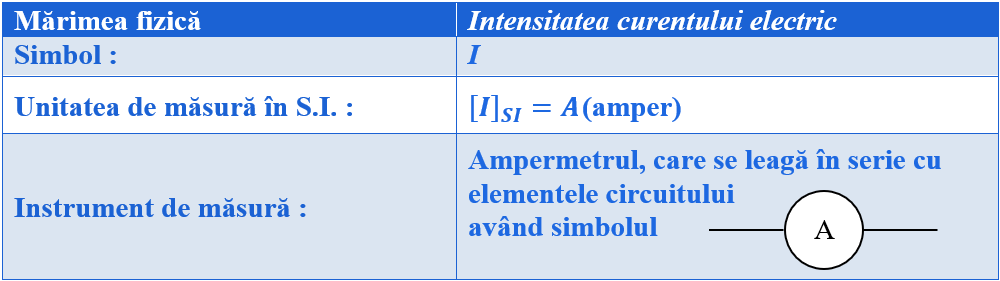 Mărimea fizică Intensitatea curentului electric
Simbol : I
Unitatea de măsură în S.I. : [I]SI = A(amper)
Instrument de măsură :
Ampermetrul, care se leagă în serie cu
elementele circuitului
având simbolul
A